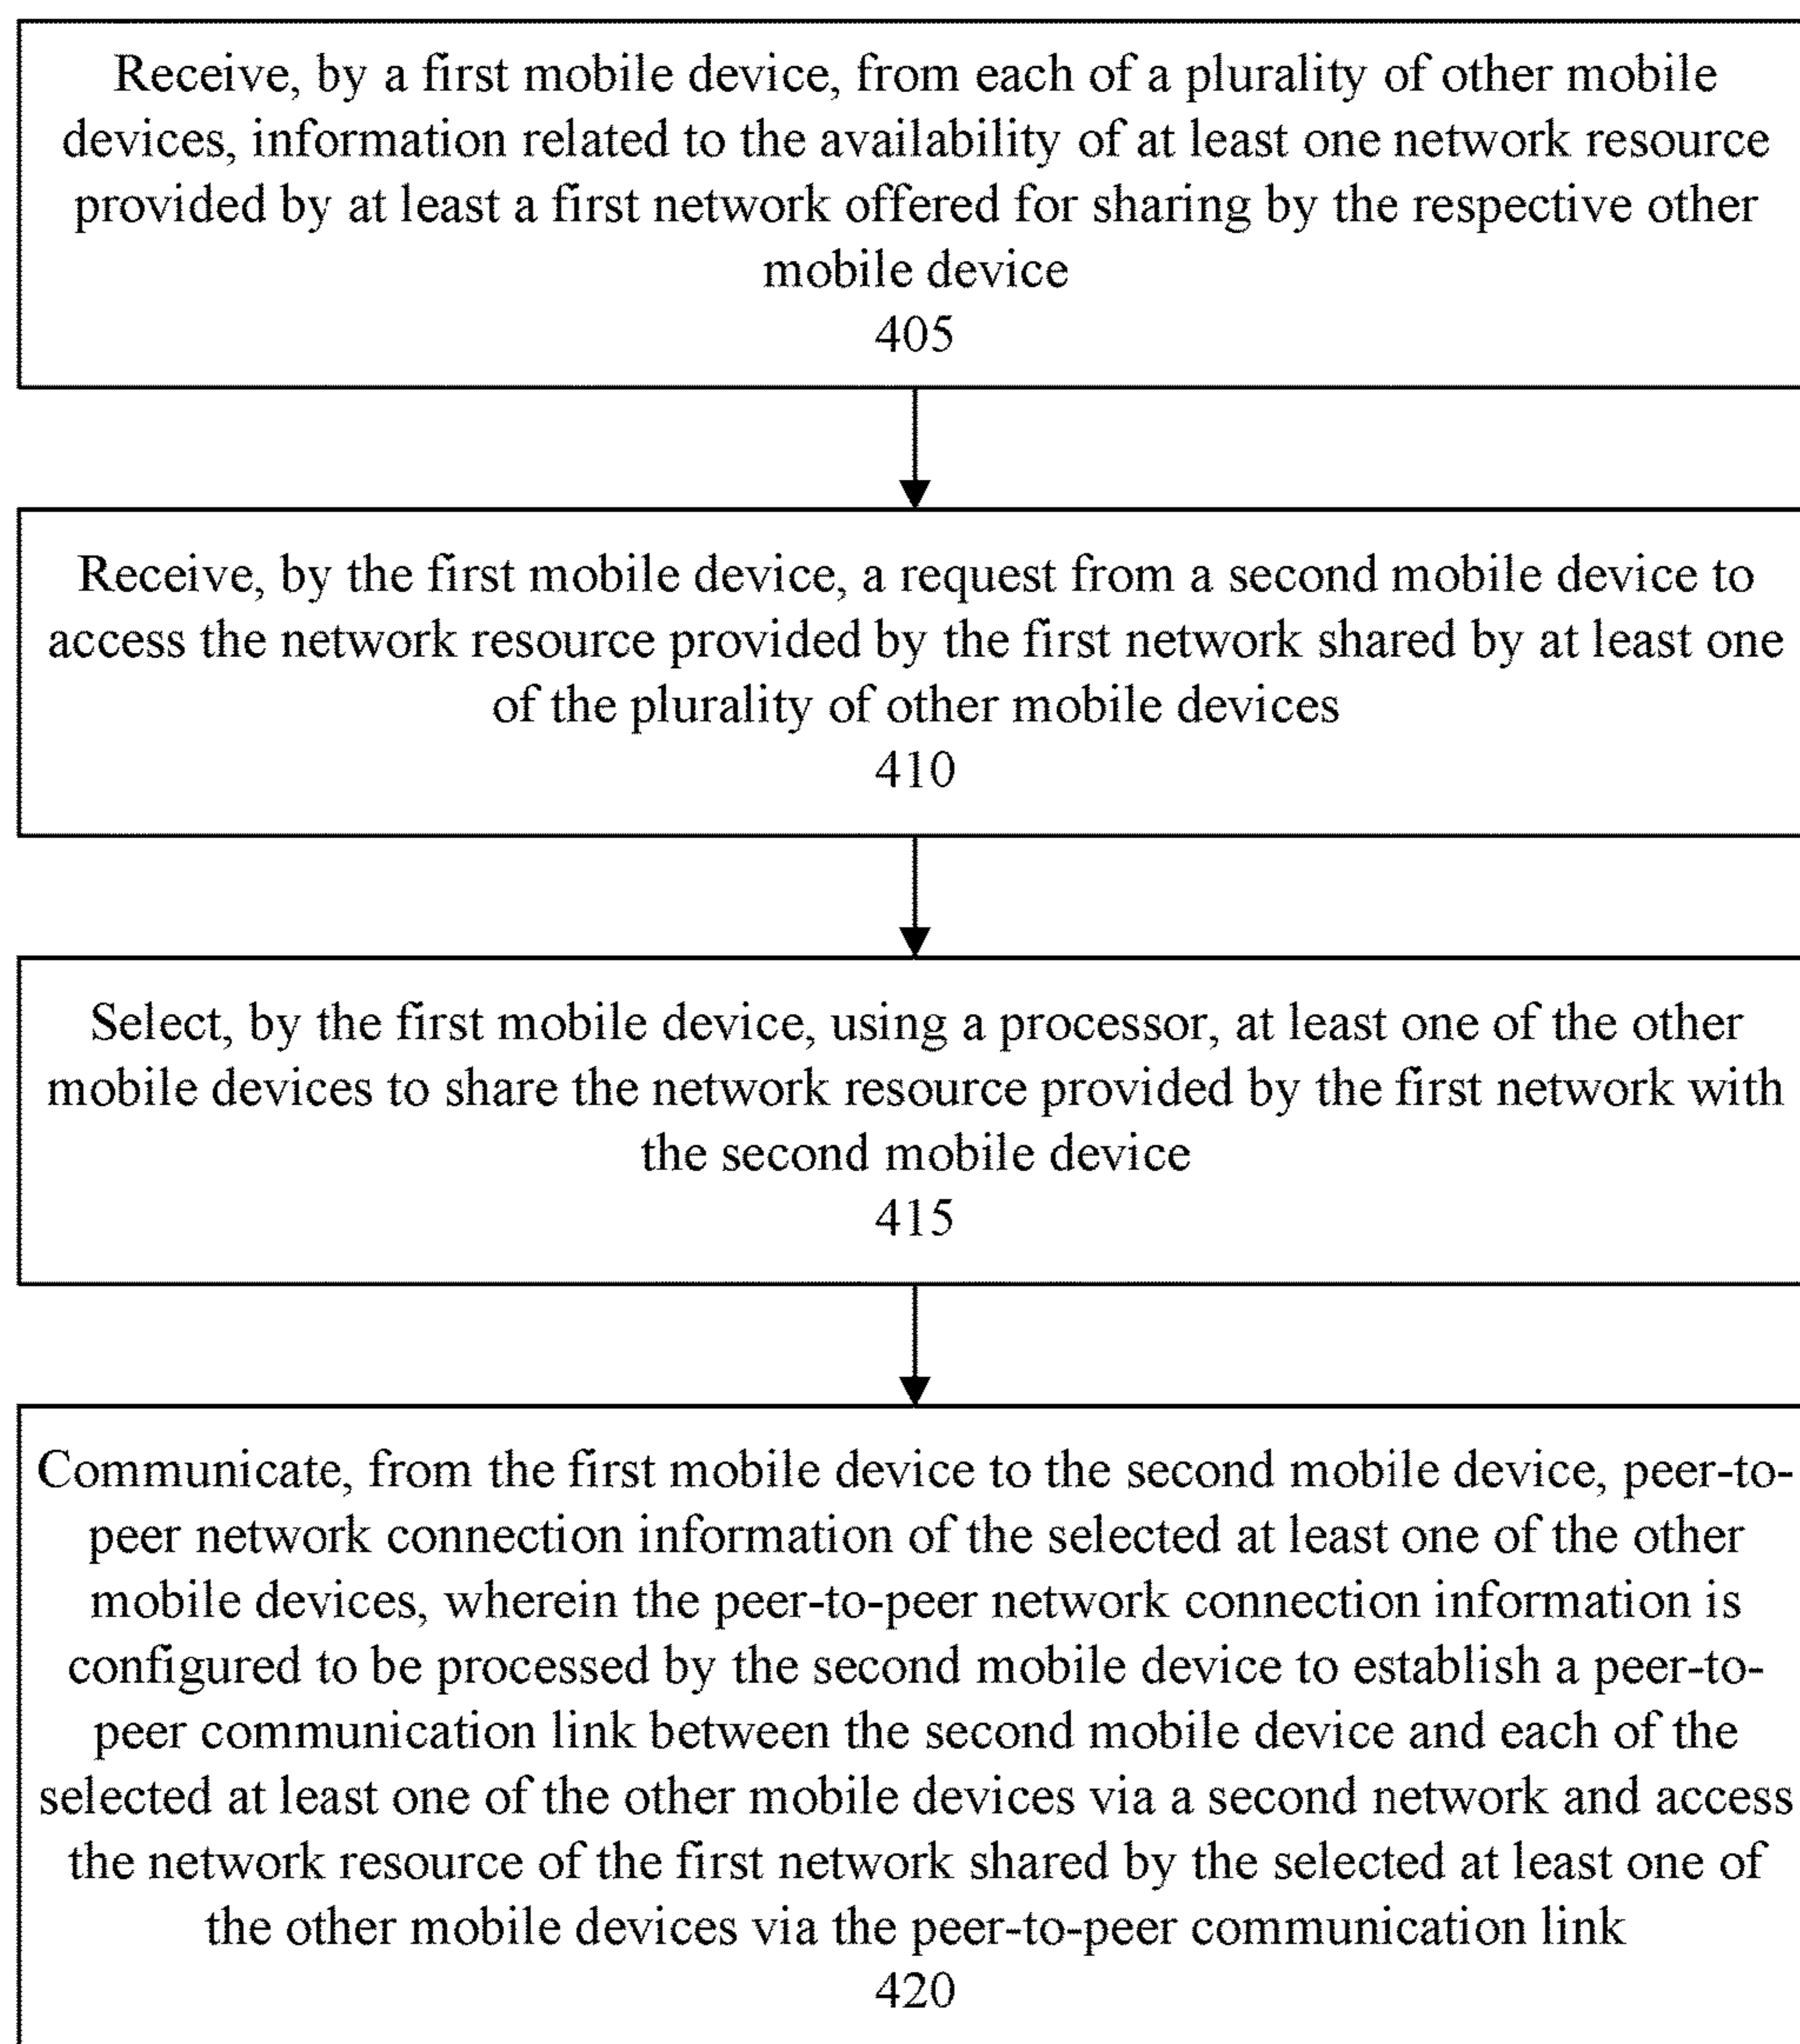 Receive, by a first mobile device, from each of a plurality of other mobile
devices, information related to the availability of at least one network resource
provided by at least a first network offered for sharing by the respective other
mobile device
405
Receive, by the first mobile device, a request from a second mobile device to
access the network resource provided by the first network shared by at least one
of the plurality of other mobile devices
410
Select, by the first mobile device, using a processor, at least one of the other
mobile devices to share the network resource provided by the first network with
the second mobile device
415
Communicate, from the first mobile device to the second mobile device, peer-to-
peer network connection information of the selected at least one of the other
mobile devices, wherein the peer-to-peer network connection information is
configured to be processed by the second mobile device to establish a peer-to-
peer communication link between the second mobile device and each of the
selected at least one of the other mobile devices via a second network and access
the network resource of the first network shared by the selected at least one of
the other mobile devices via the peer-to-peer communication link
420